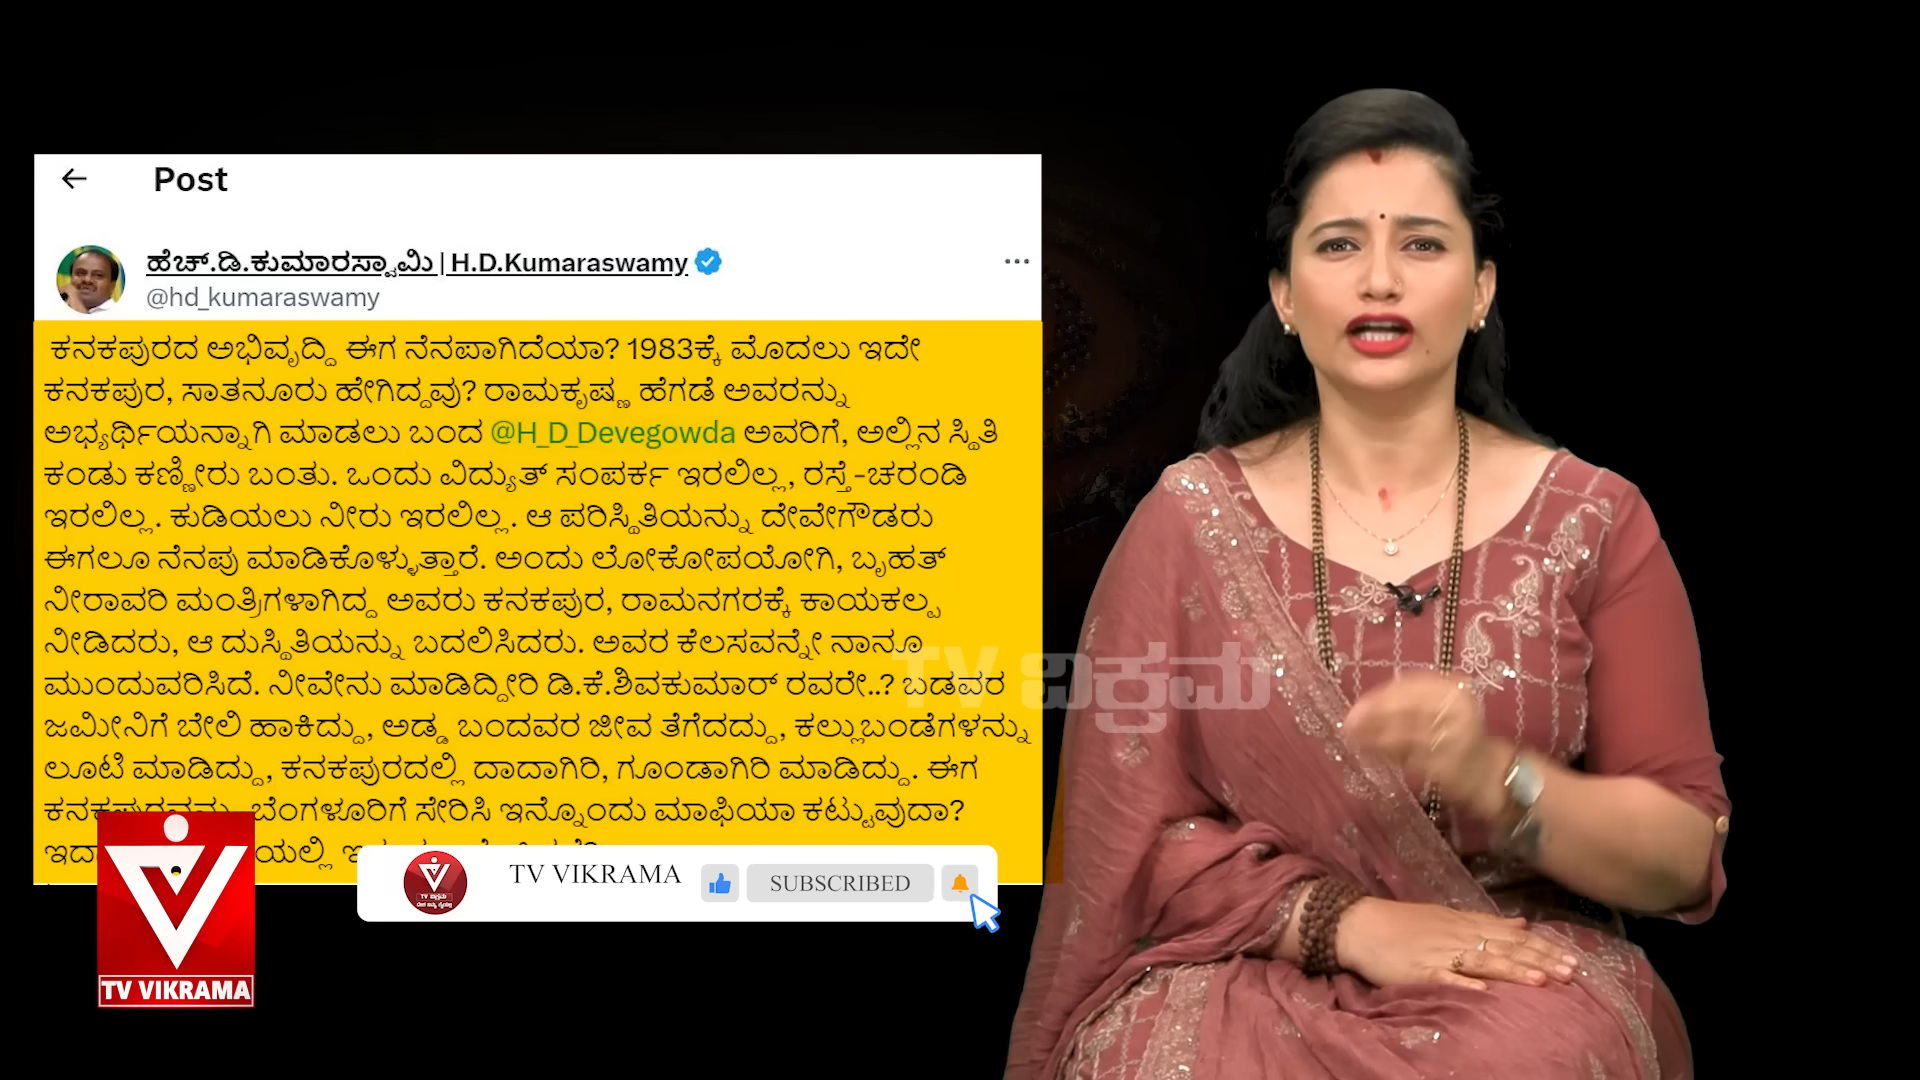 Post
ಹೆಚ್.ಡಿ.ಕುಮಾರಸ್ವಾಮಿ | H.D.Kumaraswamy
@hd_kumaraswamy
ಕನಕಪುರದ ಅಭಿವೃದ್ದಿ ಈಗ ನೆನಪಾಗಿದೆಯಾ? 1983ಕ್ಕೆ ಮೊದಲು ಇದೇ
ಕನಕಪುರ, ಸಾತನೂರು ಹೇಗಿದ್ದವು? ರಾಮಕೃಷ್ಣ ಹೆಗಡೆ ಅವರನ್ನು
ಅಭ್ಯರ್ಥಿಯನ್ನಾಗಿ ಮಾಡಲು ಬಂದ @H_D_Devegowda ಅವರಿಗೆ, ಅಲ್ಲಿನ ಸ್ಥಿತಿ
ಕಂಡು ಕಣ್ಣೀರು ಬಂತು. ಒಂದು ವಿದ್ಯುತ್ ಸಂಪರ್ಕ ಇರಲಿಲ್ಲ, ರಸ್ತೆ-ಚರಂಡಿ
ಇರಲಿಲ್ಲ. ಕುಡಿಯಲು ನೀರು ಇರಲಿಲ್ಲ. ಆ ಪರಿಸ್ಥಿತಿಯನ್ನು ದೇವೇಗೌಡರು
ಈಗಲೂ ನೆನಪು ಮಾಡಿಕೊಳ್ಳುತ್ತಾರೆ. ಅಂದು ಲೋಕೋಪಯೋಗಿ, ಬೃಹತ್
ನೀರಾವರಿ ಮಂತ್ರಿಗಳಾಗಿದ್ದ ಅವರು ಕನಕಪುರ, ರಾಮನಗರಕ್ಕೆ ಕಾಯಕಲ್ಪ
ನೀಡಿದರು, ಆ ದುಸ್ಥಿತಿಯನ್ನು ಬದಲಿಸಿದರು. ಅವರ ಕೆಲಸವನ್ನೇ ನಾನೂ
ಮುಂದುವರಿಸಿದೆ. ನೀವೇನು ಮಾಡಿದ್ದೀರಿ ಡಿ.ಕೆ.ಶಿವಕುಮಾರ್ ರವರೇ..? ಬಡವರ
ಜಮೀನಿಗೆ ಬೇಲಿ ಹಾಕಿದ್ದು, ಅಡ್ಡ ಬಂದವರ ಜೀವ ತೆಗೆದದ್ದು, ಕಲ್ಲುಬಂಡೆಗಳನ್ನು
ಲೂಟಿ ಮಾಡಿದ್ದು, ಕನಕಪುರದಲ್ಲಿ ದಾದಾಗಿರಿ, ಗೂಂಡಾಗಿರಿ ಮಾಡಿದ್ದು. ಈಗ
ಬೆಂಗಳೂರಿಗೆ ಸೇರಿಸಿ ಇನ್ನೊಂದು ಮಾಫಿಯಾ ಕಟ್ಟುವುದಾ?
TV ವಿಕ್ರಮ
TV VIKRAMA
SUBSCRIBED
TV VIKRAMA